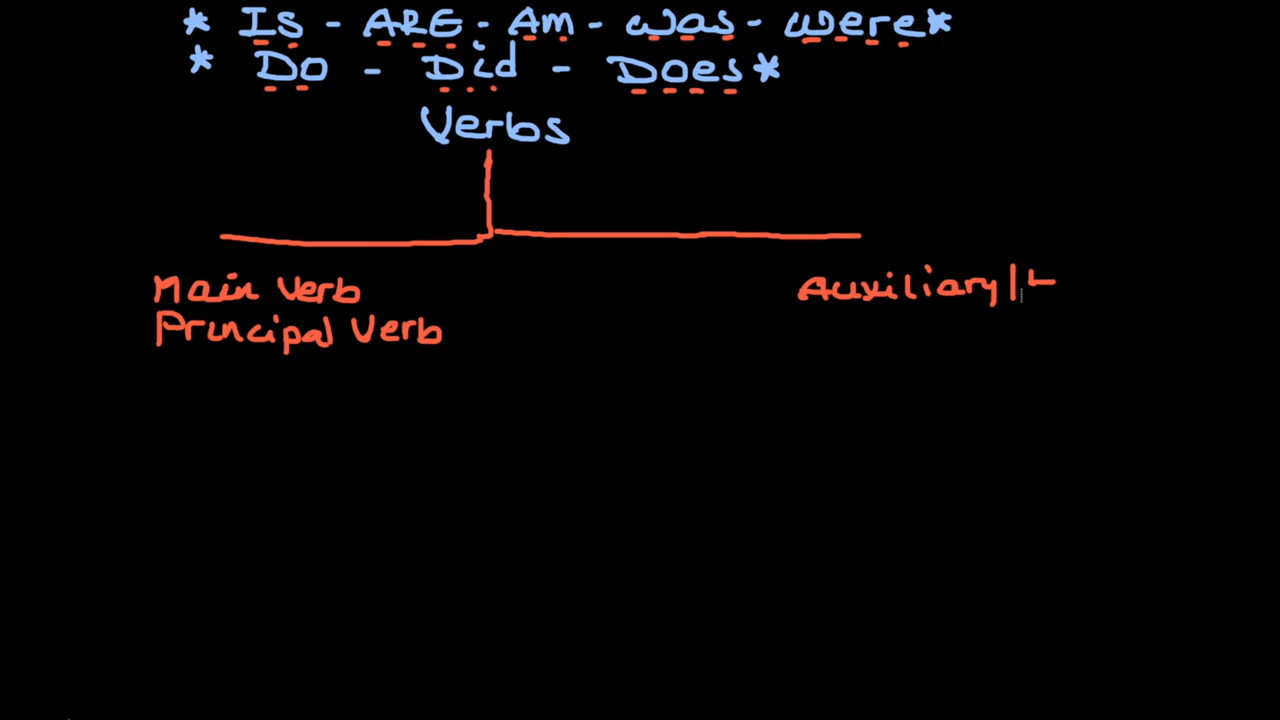 * Is - ARE - Am - was - were *
* Do - Did - Does *
Verbs
Main Verb
Principal Verb
Auxiliary |